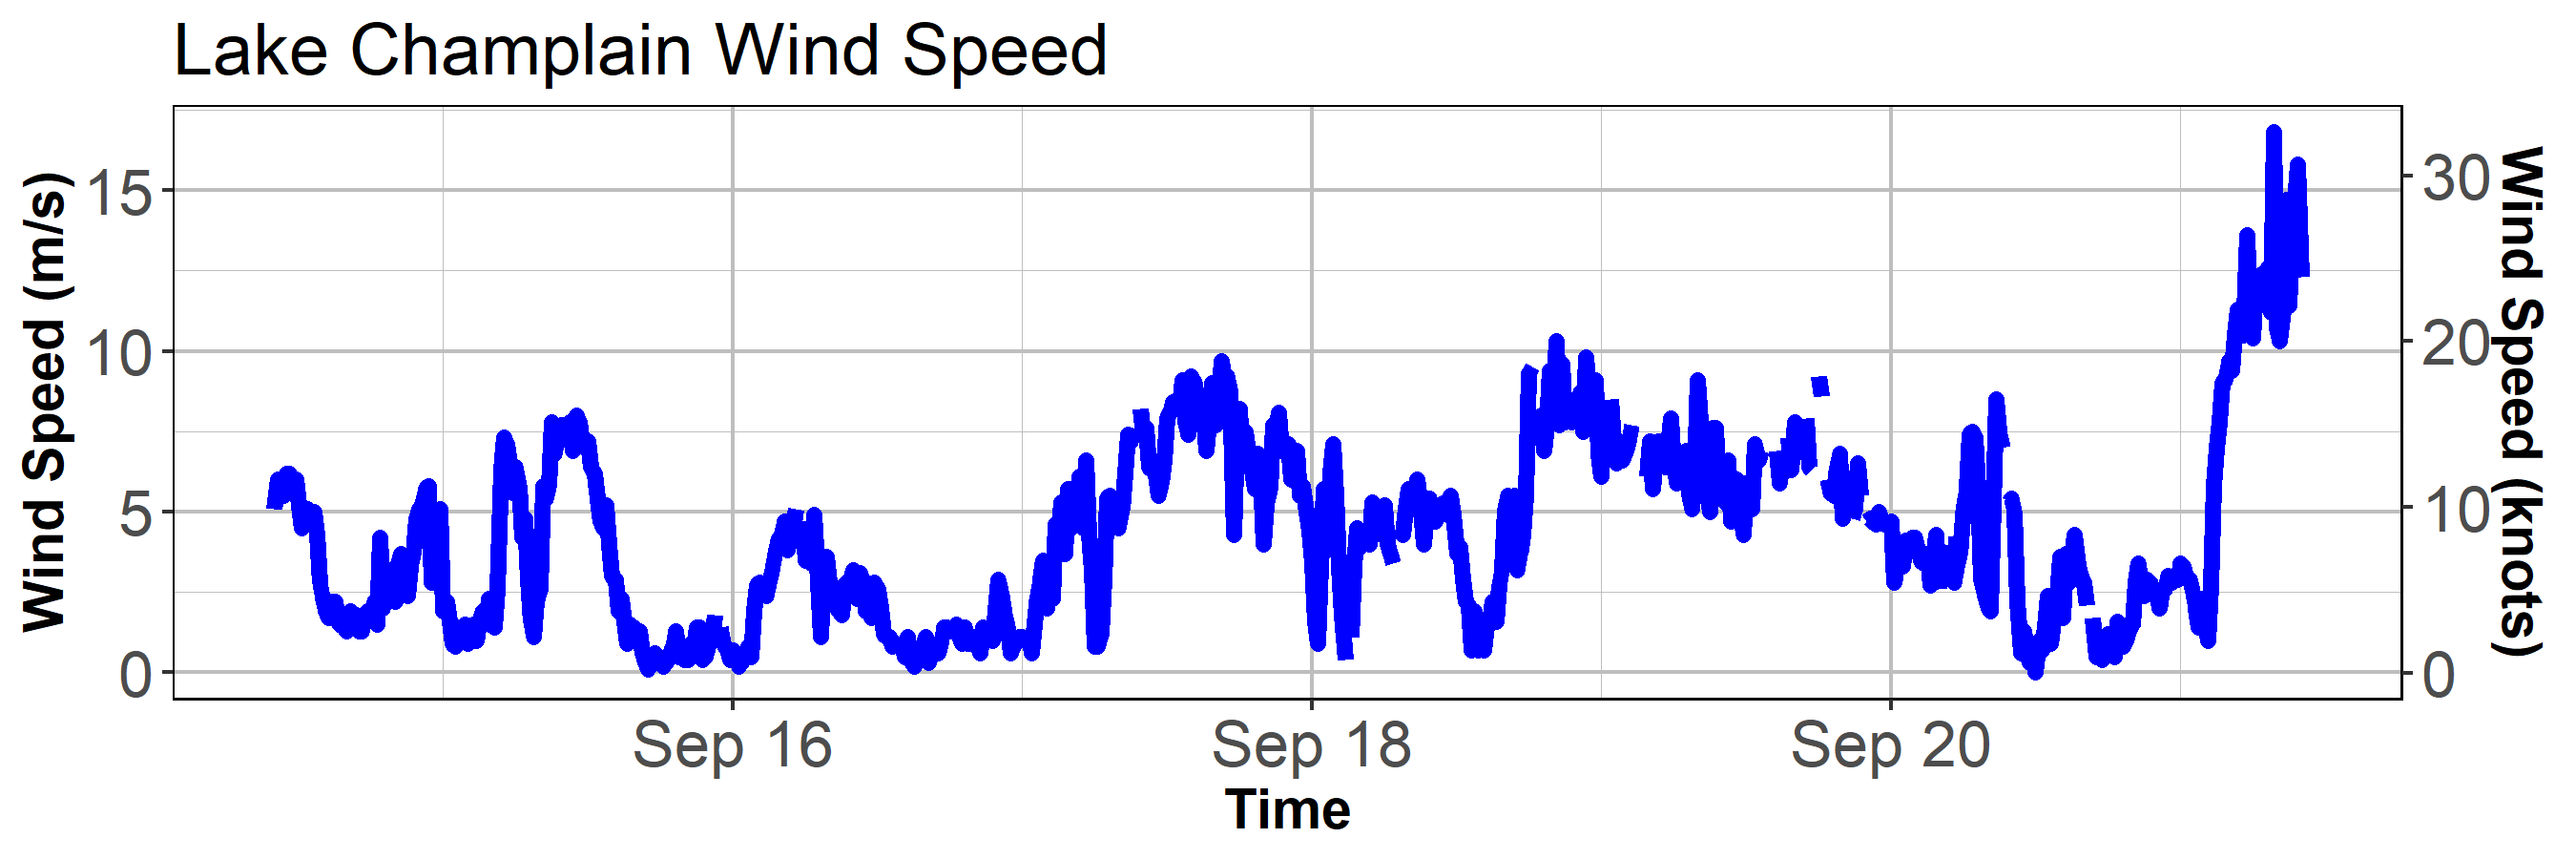 Lake Champlain Wind Speed
Wind Speed (m/s)
15
10
5
0
30
20
10
0
Wind Speed (knots)
Sep 16
Sep 18
Sep 20
Time